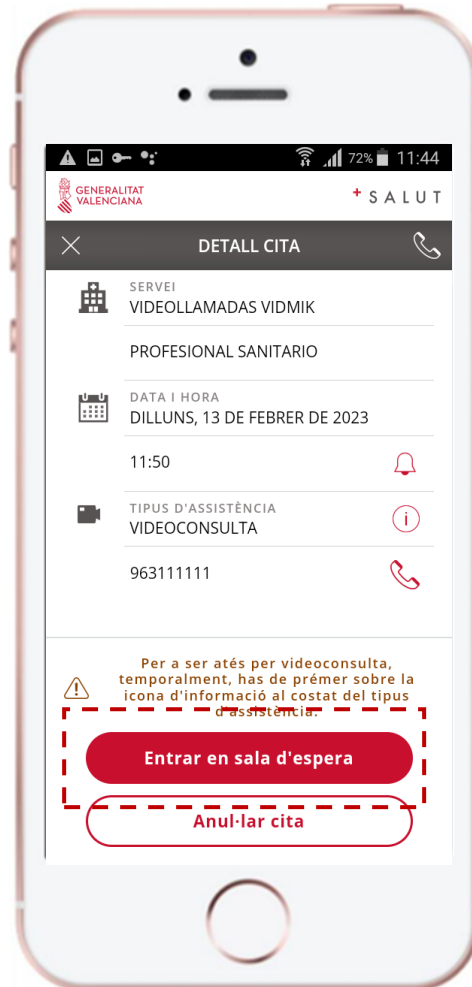 72% 11:44
GENERALITAT
VALENCIANA
+SALUT
DETALL CITA
SERVEI
VIDEOLLAMADAS VIDMIK
PROFESIONAL SANITARIO
DATA I HORA
DILLUNS, 13 DE FEBRER DE 2023
11:50
TIPUS D'ASSISTÈNCIA
VIDEOCONSULTA
963111111
Per a ser atés per videoconsulta,
temporalment, has de prémer sobre la
icona d'informació al costat del tipus
d'assistència.
Entrar en sala d'espera
Anul·lar cita